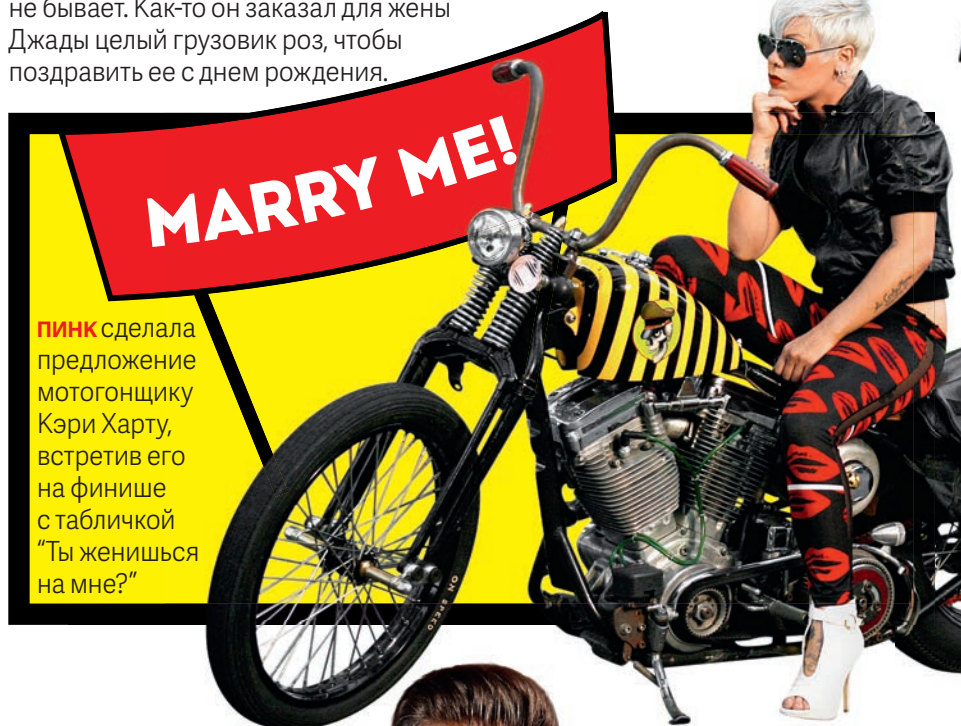 не бывает. Как-то он заказал для жены
Джады целый грузовик роз, чтобы
поздравить ее с днем рождения.
MARRY ME!
ПИНК сделала
предложение
мотогонщику
Кэри Харту,
встретив его
на финише
с табличкой
“Ты женишься
на мне?”
ON SPEED